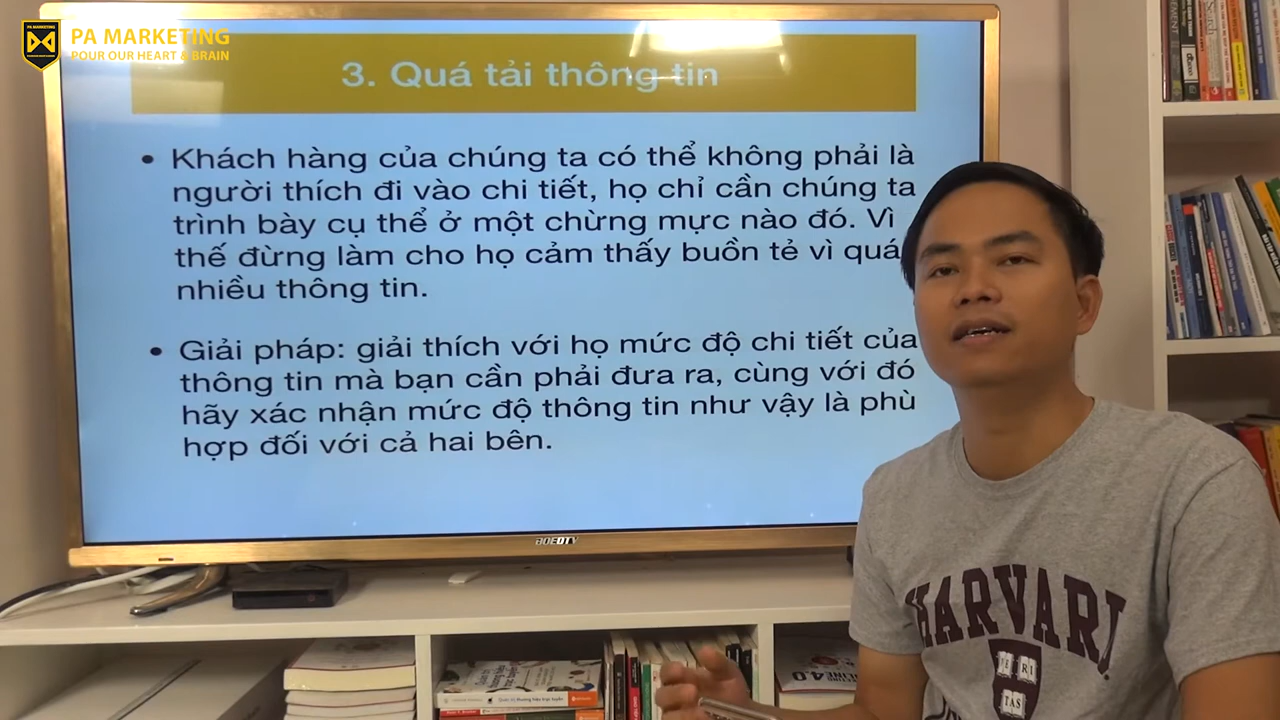 PA MARKETING
POUR OUR HEART & BRAIN
3. Quá tải thông tin
• Khách hàng của chúng ta có thể không phải là
người thích đi vào chi tiết, họ chỉ cần chúng ta
trình bày cụ thể ở một chừng mực nào đó. Vì
thế đừng làm cho họ cảm thấy buồn tẻ vì quá
nhiều thông tin.
• Giải pháp: giải thích với họ mức độ chi tiết của
thông tin mà bạn cần phải đưa ra, cùng với đó
hãy xác nhận mức độ thông tin như vậy là phù
hợp đối với cả hai bên.
HARVARD
VE RI
TAS
4.0